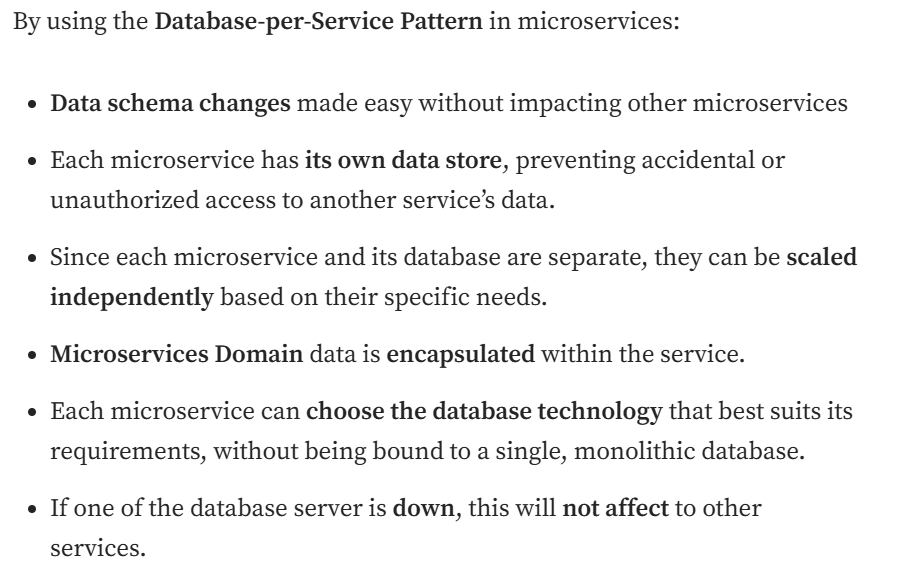 By using the Database-per-Service Pattern in microservices:
• Data schema changes made easy without impacting other microservices
• Each microservice has its own data store, preventing accidental or
unauthorized access to another service’s data.
• Since each microservice and its database are separate, they can be scaled
independently based on their specific needs.
• Microservices Domain data is encapsulated within the service.
• Each microservice can choose the database technology that best suits its
requirements, without being bound to a single, monolithic database.
• If one of the database server is down, this will not affect to other
services.